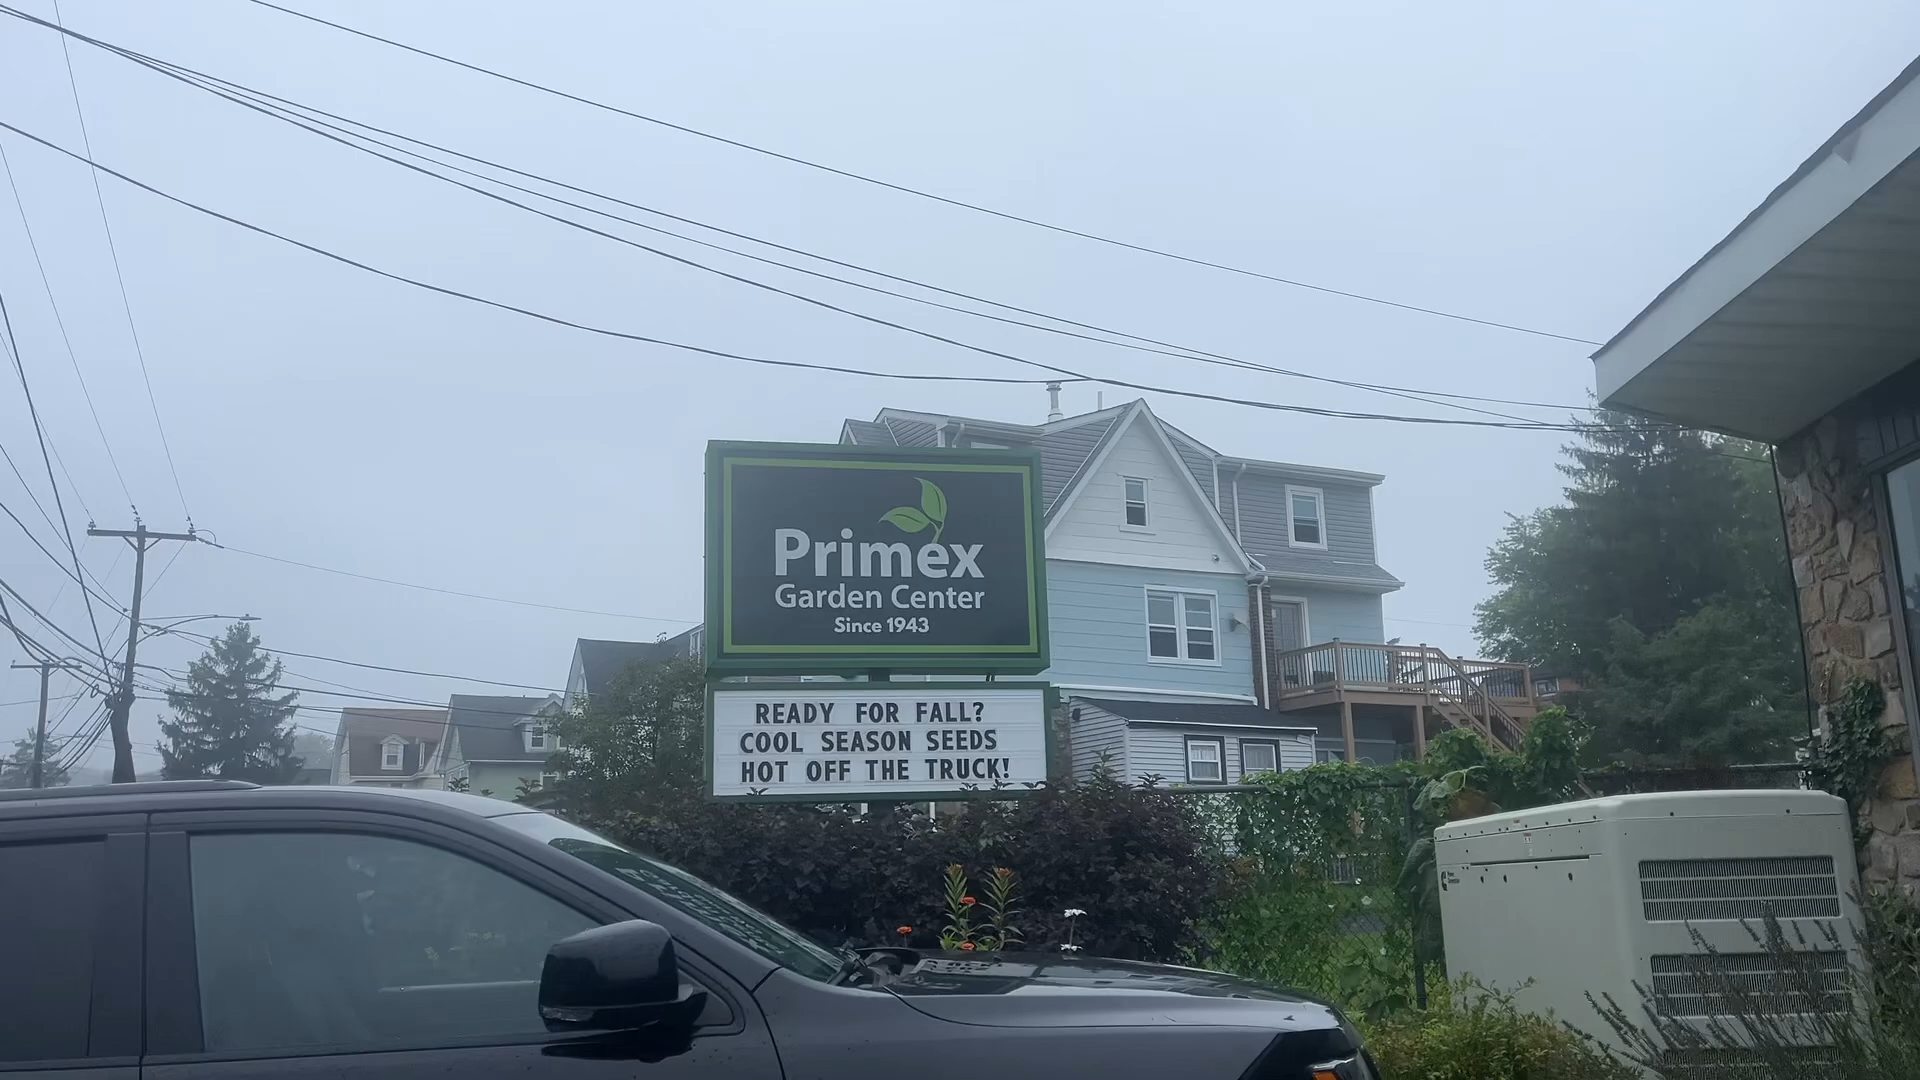 Primex
Garden Center
Since 1943
READY FOR FALL?
COOL SEASON SEEDS
HOT OFF THE TRUCK!